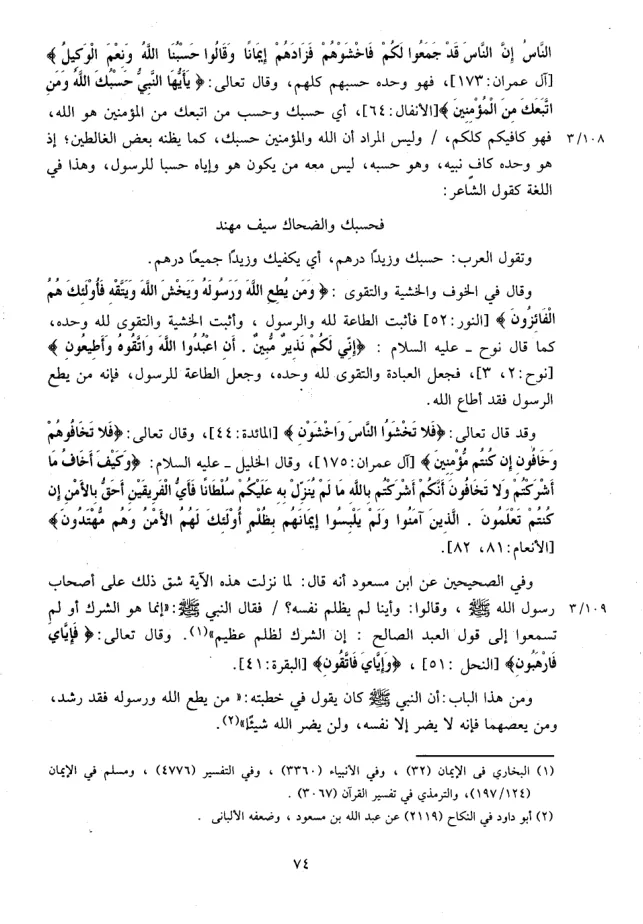 النَّاسُ إِنَّ النَّاسَ قَدْ جَمَعُوا لَكُمْ فَاخْشَوْهُمْ فَزَادَهُمْ إِيمَانًا وَقَالُوا حَسْبُنَا اللَّهُ وَنِعْمَ الْوَكِيلُ ﴾
[آل عمران: ١٧٣]، فهو وحده حسبهم كلهم، وقال تعالى: ﴿ يَأَيُّهَا النَّبِيُّ حَسْبُكَ اللَّهُ وَمَنِ
اتَّبَعَكَ مِنَ الْمُؤْمِنِينَ ﴾ [الأنفال: ٦٤]، أي حسبك وحسب من اتبعك من المؤمنين هو الله،
فهو كافيكم كلكم، / وليس المراد أن الله والمؤمنين حسبك، كما يظنه بعض الغالطين؛ إذ ٣/١٠٨
هو وحده كاف نبيه، وهو حسبه، ليس معه من يكون هو وإياه حسبا للرسول، وهذا في
اللغة كقول الشاعر:
فحسبك والضحاك سيف مهند
وتقول العرب: حسبك وزيدًا درهم، أي يكفيك وزيدًا جميعًا درهم.
وقال في الخوف والخشية والتقوى : ﴿ وَمَن يُطِعِ اللَّهَ وَرَسُولَهُ وَيَخْشَ اللَّهَ وَيَتَّقْهِ فَأُوْلَئِكَ هُمُ
الْفَائِزُونَ ﴾ [النور: ٥٢] فأثبت الطاعة لله والرسول ، وأثبت الخشية والتقوى لله وحده،
كما قال نوح ـ عليه السلام : ﴿إِنِّي لَكُمْ نَذِيرٌ مُّبِينٌ . أَنِ اعْبُدُوا اللَّهَ وَاتَّقُوهُ وَأَطِيعُونِ ﴾
[نوح: ٢، ٣]، فجعل العبادة والتقوى لله وحده، وجعل الطاعة للرسول، فإنه من يطع
الرسول فقد أطاع الله.
وقد قال تعالى: ﴿فَلا تَخْشَوُا النَّاسَ وَاخْشَوْنِ ﴾ [المائدة: ٤٤]، وقال تعالى: ﴿فَلا تَخَافُوهُمْ
وَخَافُونِ إِن كُنتُم مُّؤْمِنِينَ ﴾ [آل عمران: ١٧٥]، وقال الخليل ـ عليه السلام: ﴿وَكَيْفَ أَخَافُ مَا
أَشْرَكْتُمْ وَلا تَخَافُونَ أَنَّكُمْ أَشْرَكْتُم بِاللَّهِ مَا لَمْ يُنَزِّلْ بِهِ عَلَيْكُمْ سُلْطَانًا فَأَيُّ الْفَرِيقَيْنِ أَحَقُّ بِالأَمْنِ إِن
كُنتُمْ تَعْلَمُونَ . الَّذِينَ آمَنُوا وَلَمْ يَلْبِسُوا إِيمَانَهُم بِظُلْمٍ أُوْلَئِكَ لَهُمُ الأَمْنُ وَهُم مُّهْتَدُونَ﴾
[الأنعام: ٨١، ٨٢].
وفي الصحيحين عن ابن مسعود أنه قال: لما نزلت هذه الآية شق ذلك على أصحاب
رسول الله ﷺ ، وقالوا: وأينا لم يظلم نفسه؟ / فقال النبي ﷺ: «إنما هو الشرك أو لم ٣/١٠٩
تسمعوا إلى قول العبد الصالح : إن الشرك لظلم عظيم»(١). وقال تعالى: ﴿ فَإِيَّايَ
فَارْهَبُونِ﴾ [النحل :٥١] ، ﴿وَإِيَّايَ فَاتَّقُونِ﴾ [البقرة: ٤١].
ومن هذا الباب: أن النبي ﷺ كان يقول في خطبته: « من يطع الله ورسوله فقد رشد،
ومن يعصهما فإنه لا يضر إلا نفسه، ولن يضر الله شيئًا»(٢).
(١) البخاري فى الإيمان (٣٢) ، وفي الأنبياء (٣٣٦٠) ، وفي التفسير (٤٧٧٦) ، ومسلم في الإيمان
(١٩٧/١٢٤)، والترمذي في تفسير القرآن (٣٠٦٧) .
(٢) أبو داود في النكاح (٢١١٩) عن عبد الله بن مسعود ، وضعفه الألبانى .
٧٤